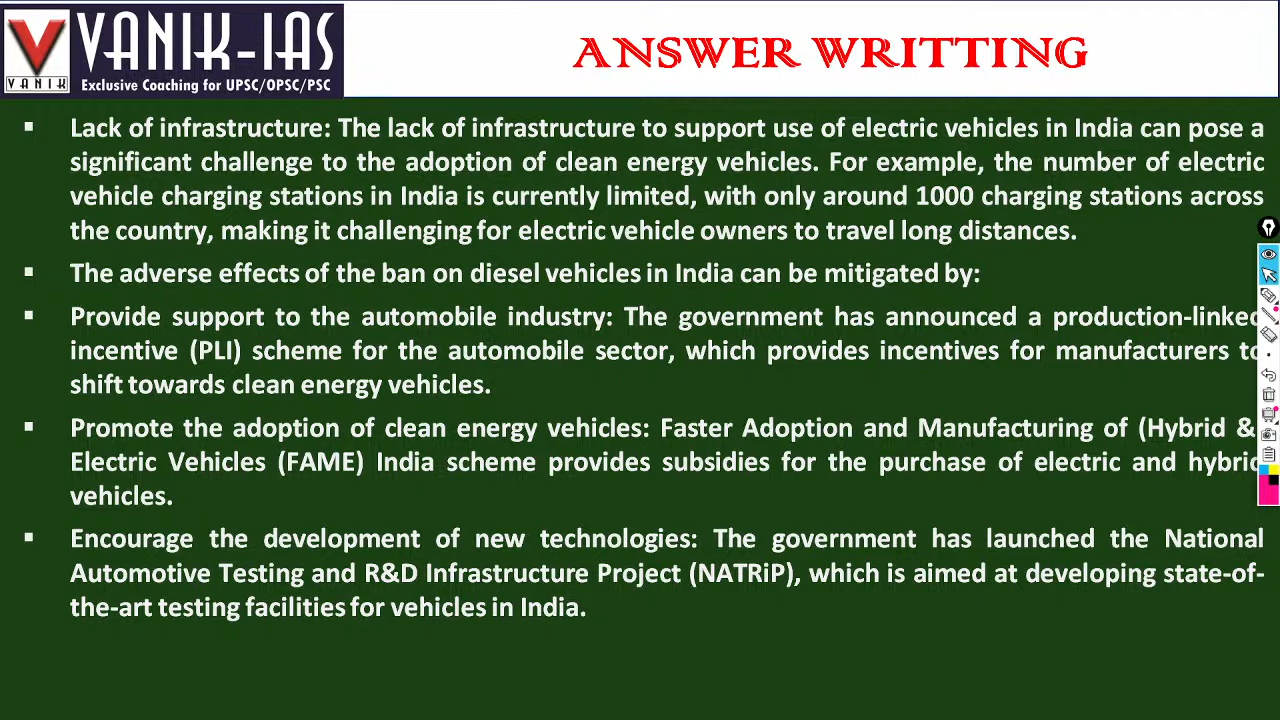 VANIK-IAS
VANIK
Exclusive Coaching for UPSC/OPSC/PSC
ANSWER WRITTING
▪ Lack of infrastructure: The lack of infrastructure to support use of electric vehicles in India can pose a
significant challenge to the adoption of clean energy vehicles. For example, the number of electric
vehicle charging stations in India is currently limited, with only around 1000 charging stations across
the country, making it challenging for electric vehicle owners to travel long distances.
▪ The adverse effects of the ban on diesel vehicles in India can be mitigated by:
▪ Provide support to the automobile industry: The government has announced a production-linked
incentive (PLI) scheme for the automobile sector, which provides incentives for manufacturers to
shift towards clean energy vehicles.
▪ Promote the adoption of clean energy vehicles: Faster Adoption and Manufacturing of (Hybrid &
Electric Vehicles (FAME) India scheme provides subsidies for the purchase of electric and hybrid
vehicles.
▪ Encourage the development of new technologies: The government has launched the National
Automotive Testing and R&D Infrastructure Project (NATRiP), which is aimed at developing state-of-
the-art testing facilities for vehicles in India.